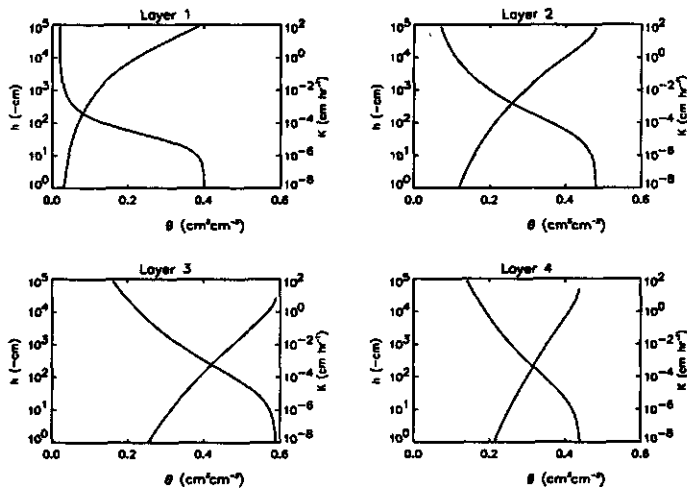 Layer 1
10⁵
10⁴
10³
10²
10¹
10⁰
h (-cm)
10²
10⁰
10⁻²
10⁻⁴
10⁻⁶
10⁻⁸
K (cm hr⁻¹)
0.0 0.2 0.4 0.6
θ (cm³cm⁻³)
Layer 2
10⁵
10⁴
10³
10²
10¹
10⁰
h (-cm)
10²
10⁰
10⁻²
10⁻⁴
10⁻⁶
10⁻⁸
K (cm hr⁻¹)
0.0 0.2 0.4 0.6
θ (cm³cm⁻³)
Layer 3
10⁵
10⁴
10³
10²
10¹
10⁰
h (-cm)
10²
10⁰
10⁻²
10⁻⁴
10⁻⁶
10⁻⁸
K (cm hr⁻¹)
0.0 0.2 0.4 0.6
θ (cm³cm⁻³)
Layer 4
10⁵
10⁴
10³
10²
10¹
10⁰
h (-cm)
10²
10⁰
10⁻²
10⁻⁴
10⁻⁶
10⁻⁸
K (cm hr⁻¹)
0.0 0.2 0.4 0.6
θ (cm³cm⁻³)